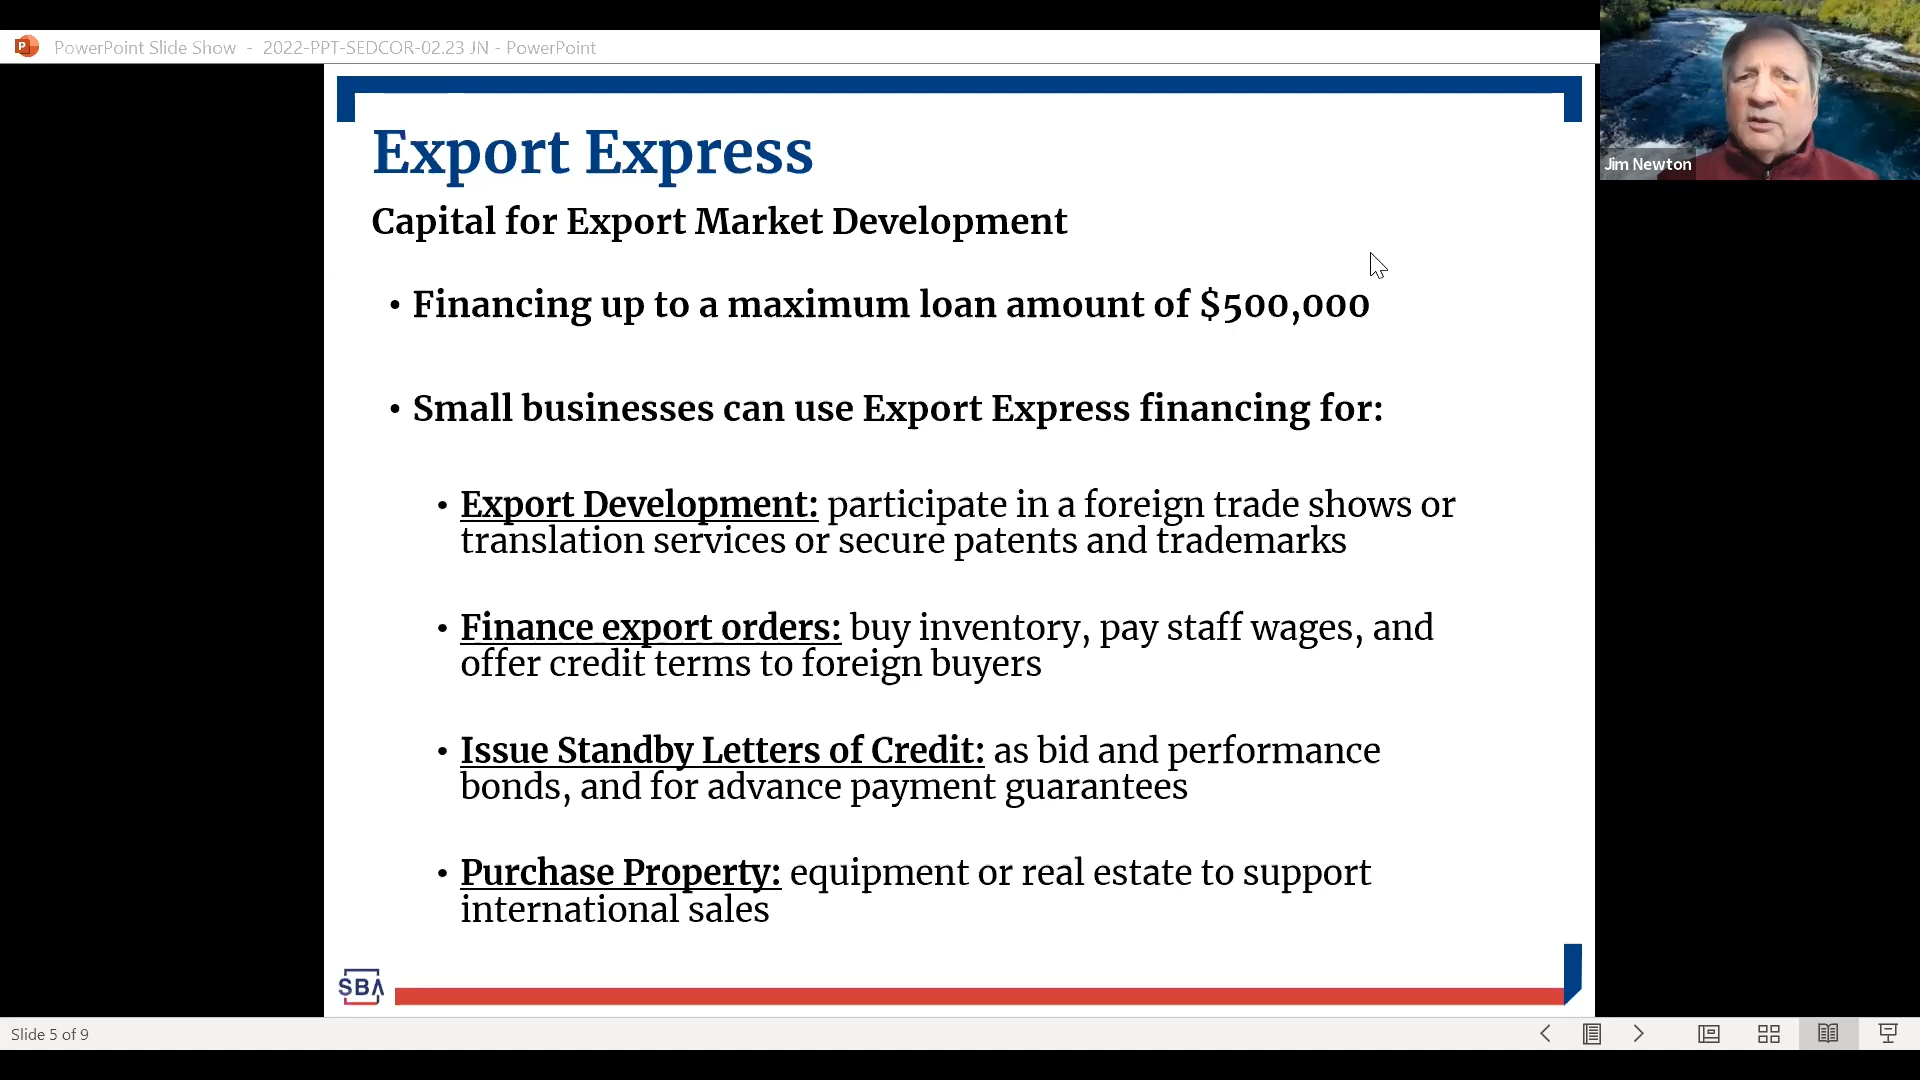 PowerPoint Slide Show - 2022-PPT-SEDCOR-02.23 JN - PowerPoint
Jim Newton
Export Express
Capital for Export Market Development
• Financing up to a maximum loan amount of $500,000
• Small businesses can use Export Express financing for:
• Export Development: participate in a foreign trade shows or
translation services or secure patents and trademarks
• Finance export orders: buy inventory, pay staff wages, and
offer credit terms to foreign buyers
• Issue Standby Letters of Credit: as bid and performance
bonds, and for advance payment guarantees
• Purchase Property: equipment or real estate to support
international sales
SBA
Slide 5 of 9